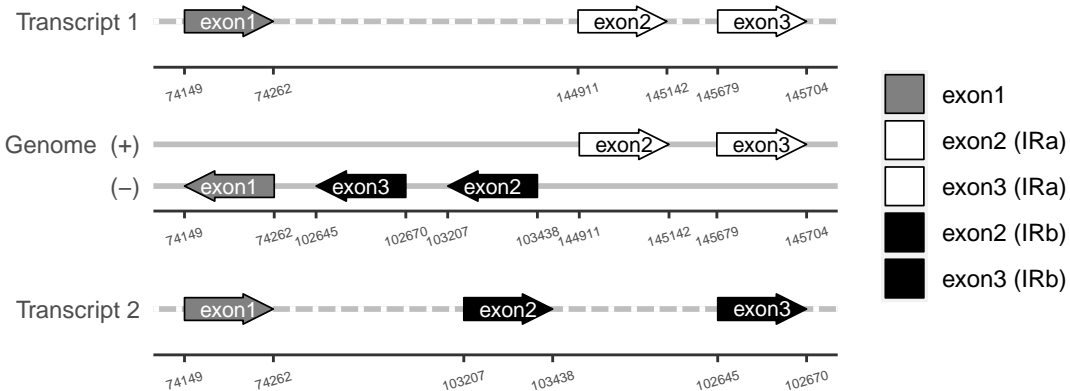 Transcript 1 exon1 exon2 exon3
74149 74262 144911 145142 145679 145704
Genome (+) exon2 exon3
(–) exon1 exon3 exon2
74149 74262 102645 102670 103207 103438 144911 145142 145679 145704
Transcript 2 exon1 exon2 exon3
74149 74262 103207 103438 102645 102670
exon1
exon2 (IRa)
exon3 (IRa)
exon2 (IRb)
exon3 (IRb)